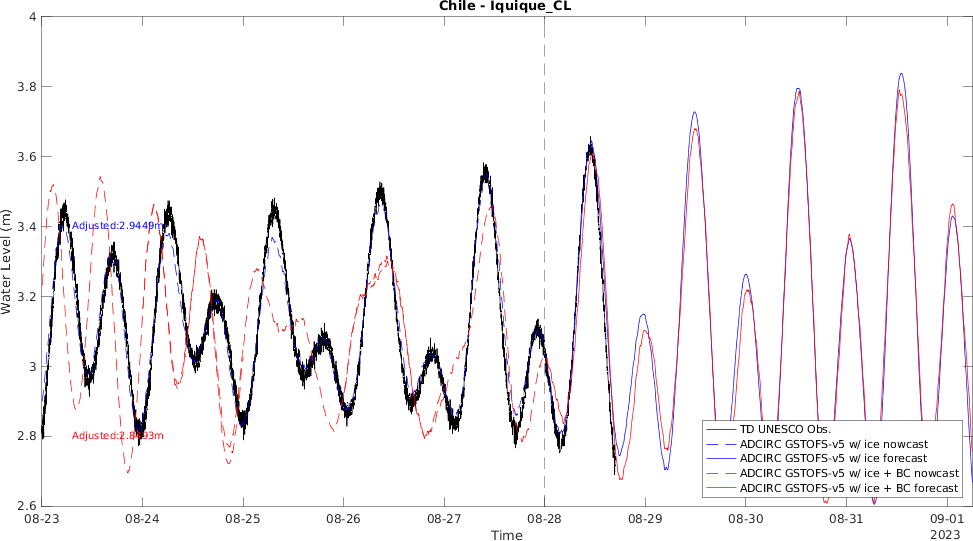 Chile - Iquique_CL
4
3.8
3.6
3.4
3.2
3
2.8
2.6
Water Level (m)
Adjusted:2.9449m
Adjusted:2.8493m
TD UNESCO Obs.
ADCIRC GSTOFS-v5 w/ ice nowcast
ADCIRC GSTOFS-v5 w/ ice forecast
ADCIRC GSTOFS-v5 w/ ice + BC nowcast
ADCIRC GSTOFS-v5 w/ ice + BC forecast
08-23 08-24 08-25 08-26 08-27 08-28 08-29 08-30 08-31 09-01
2023
Time